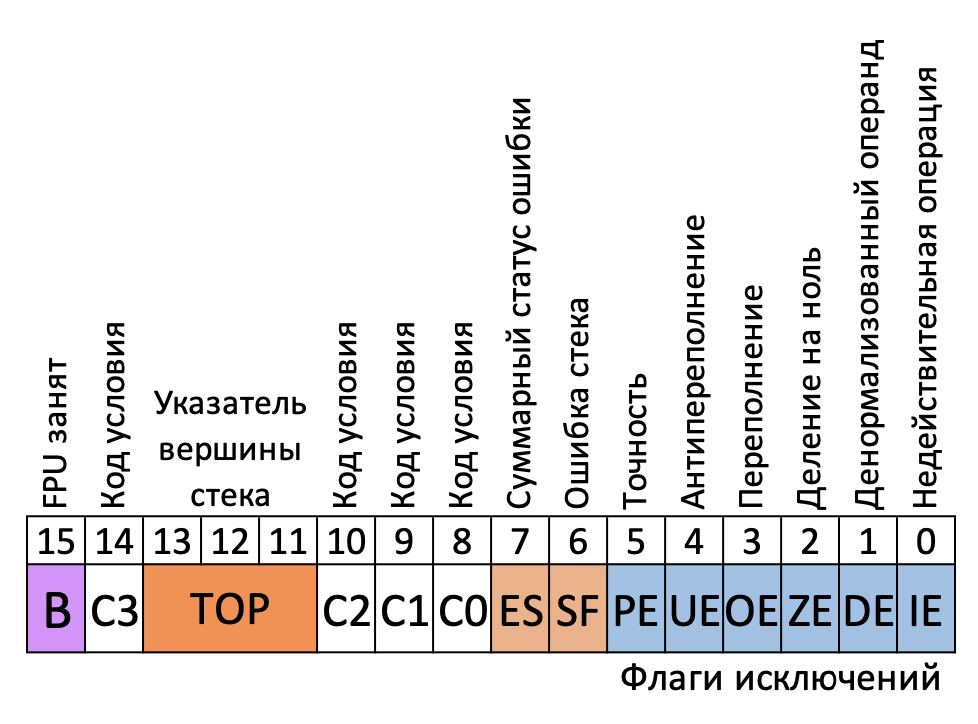 FPU занят
Код условия
Указатель
вершины
стека
Код условия
Код условия
Код условия
Суммарный статус ошибки
Ошибка стека
Точность
Антипереполнение
Переполнение
Деление на ноль
Денормализованный операнд
Недействительная операция
15 14 13 12 11 10 9 8 7 6 5 4 3 2 1 0
B C3 TOP C2 C1 C0 ES SF PE UE OE ZE DE IE
Флаги исключений